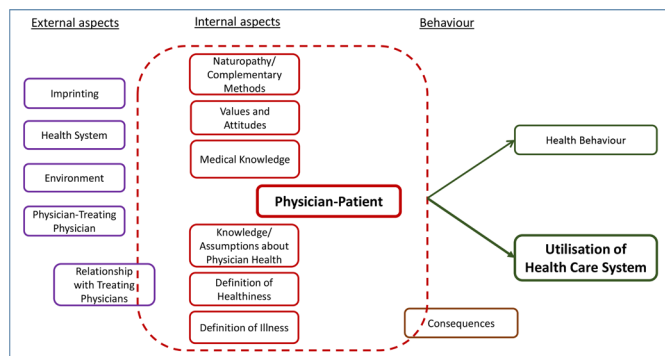 External aspects
Internal aspects
Behaviour
Naturopathy/
Complementary
Methods
Imprinting
Values and
Attitudes
Health System
Health Behaviour
Medical Knowledge
Environment
Physician-Patient
Physician-Treating
Physician
Knowledge/
Assumptions about
Physician Health
Utilisation of
Health Care System
Relationship
with Treating
Physicians
Definition of
Healthiness
Definition of Illness
Consequences